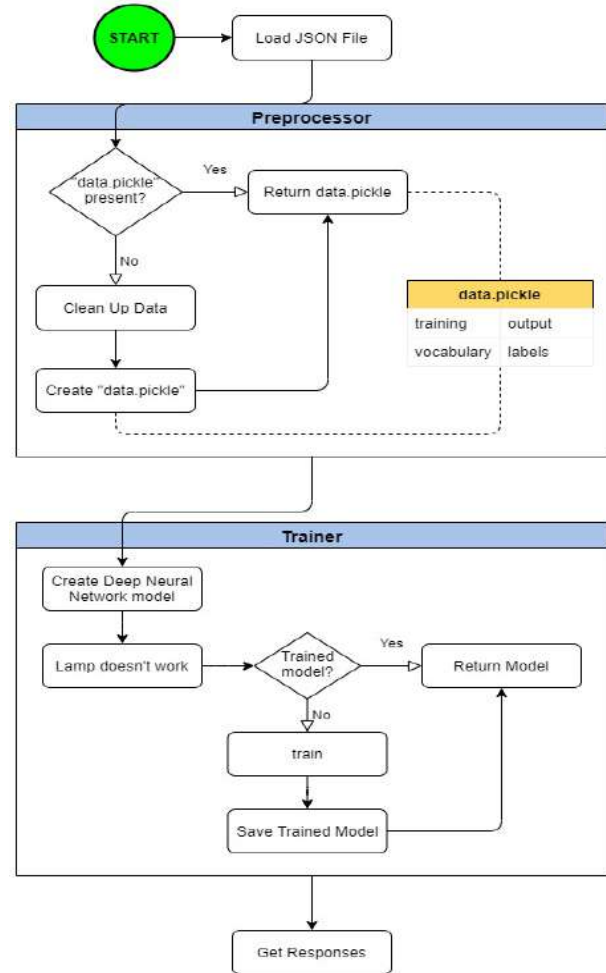 START
Load JSON File
Preprocessor
"data.pickle"
present?
Yes
Return data.pickle
No
Clean Up Data
data.pickle
training output
vocabulary labels
Create "data.pickle"
Trainer
Create Deep Neural
Network model
Lamp doesn't work
Trained
model?
Yes
Return Model
No
train
Save Trained Model
Get Responses